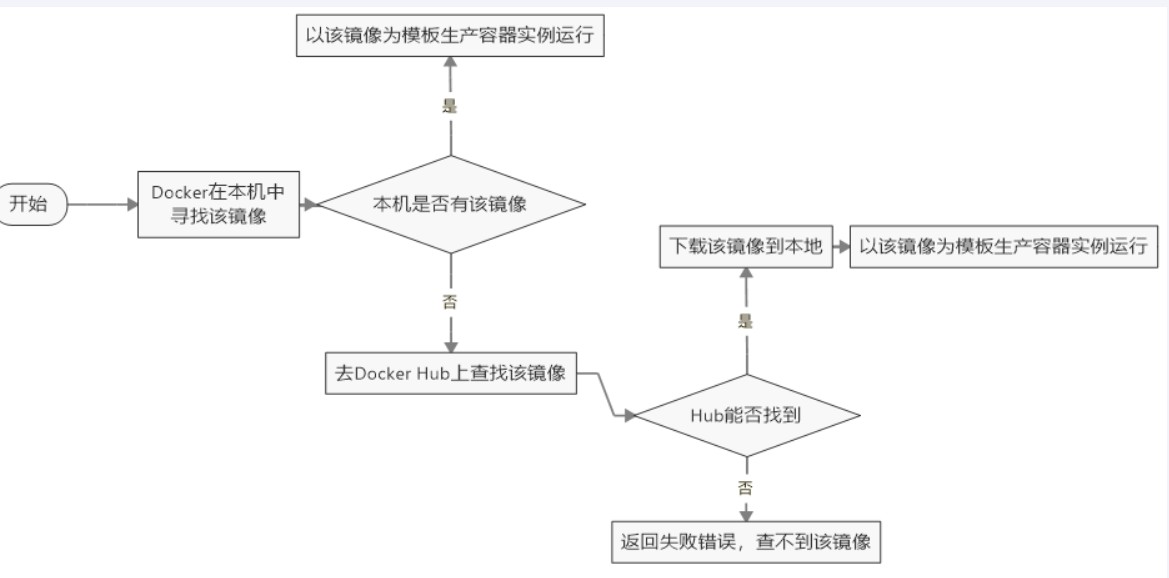 以该镜像为模板生产容器实例运行
是
开始
Docker在本机中
寻找该镜像
本机是否有该镜像
否
去Docker Hub上查找该镜像
下载该镜像到本地
以该镜像为模板生产容器实例运行
是
Hub能否找到
否
返回失败错误，查不到该镜像